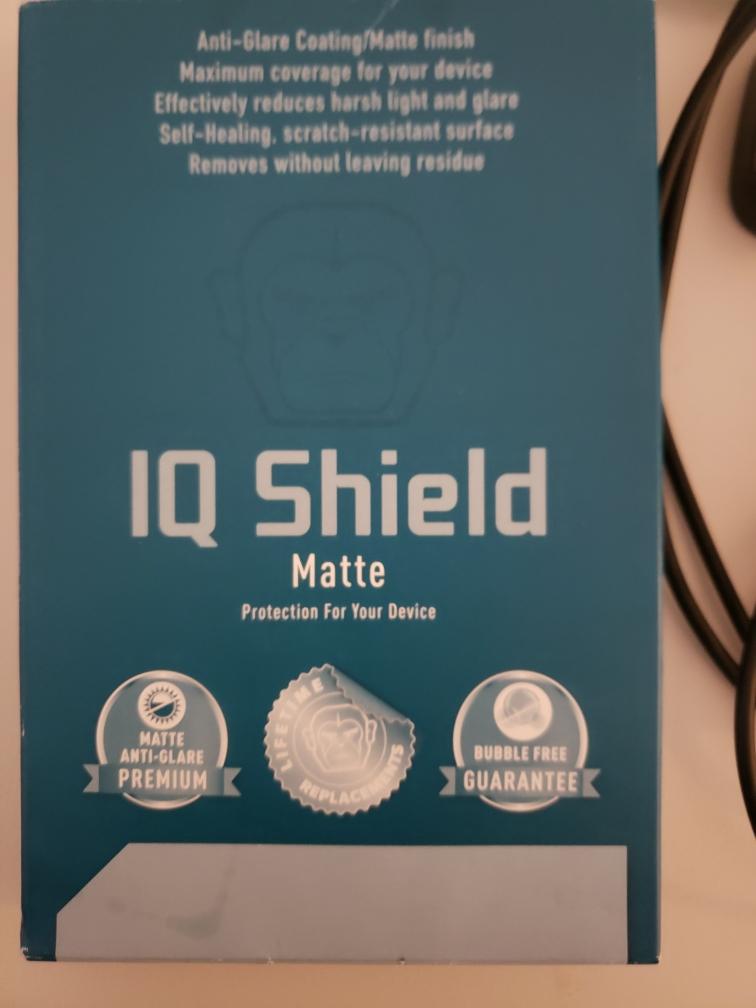 Anti-Glare Coating/Matte finish
Maximum coverage for your device
Effectively reduces harsh light and glare
Self-Healing, scratch-resistant surface
Removes without leaving residue
IQ Shield
Matte
Protection For Your Device
MATTE
ANTI-GLARE
PREMIUM
LIFETIME
REPLACEMENTS
BUBBLE FREE
GUARANTEE